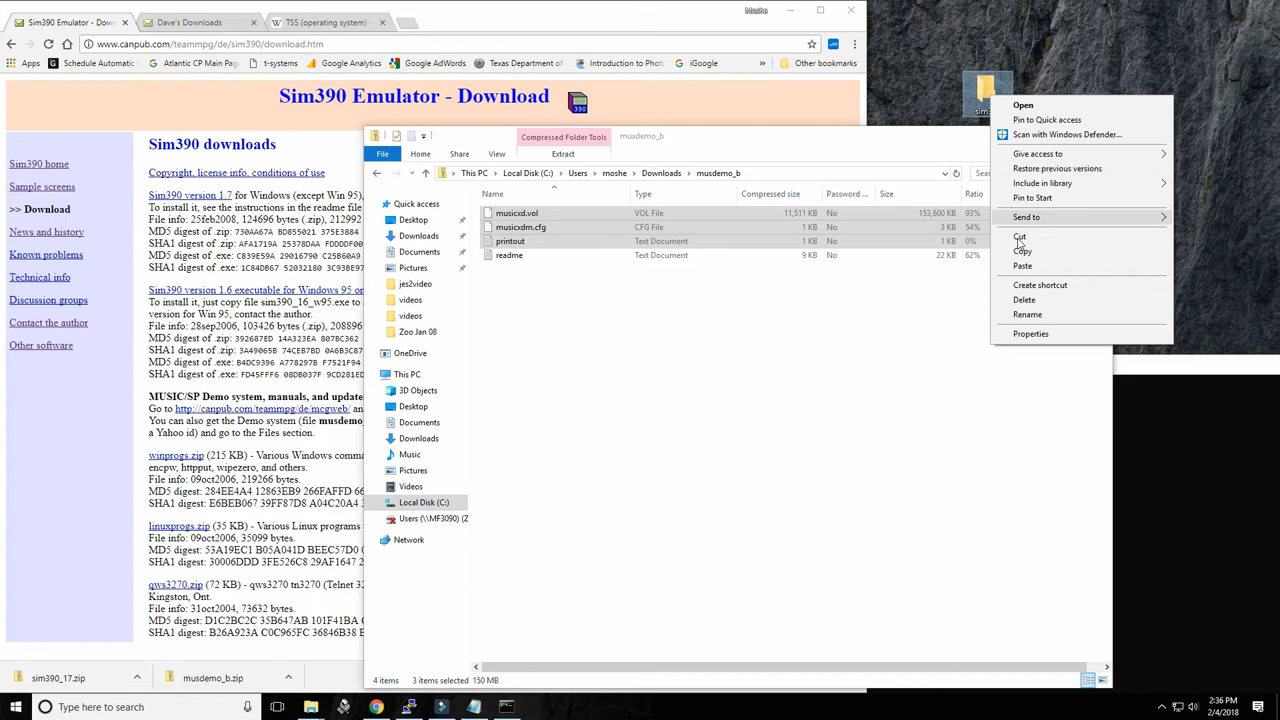 Sim390 Emulator - Down
Dave's Downloads
TSS (operating system) -
Moshe
www.canpub.com/teammpg/de/sim390/download.htm
Apps
Schedule Automatic
Atlantic CP Main Pag
t-systems
Google Analytics
Google AdWords
Texas Department of
Introduction to Phot
iGoogle
»
Other bookmarks
Sim390 Emulator - Download
390
Sim390 home
Sample screens
>> Download
News and history
Known problems
Technical info
Discussion groups
Contact the author
Other software
Sim390 downloads
Copyright, license info, conditions of use
Sim390 version 1.7 for Windows (except Win 95),
To install it, see the instructions in the readme file
File info: 25feb2008, 124696 bytes (.zip), 212992
MD5 digest of .zip: 730AA67A BD855321 375E
SHA1 digest of .zip: AFA1719A 25378DAA FDDDDF00
MD5 digest of .exe: C839E59A 27017096 C25B60A9
SHA1 digest of .exe: 1C84DB67 52032180 3C93BE97
Sim390 version 1.6 executable for Windows 95 or
To install it, just copy file sim390_16_w95.exe to
version for Win 95, contact the author.
File info: 28sep2006, 103426 bytes (.zip), 208896
MD5 digest of .zip: 392687ID 14A323EA 807BC362
SHA1 digest of .zip: 3A49065B 74CEB7BD 0A6B3C87
MD5 digest of .exe: B4DC9396 A778297B F7521F94
SHA1 digest of .exe: FD45FFF6 08DB037F 9CD281ED
MUSIC/SP Demo system, manuals, and update
Go to http://canpub.com/teammpg/de/mcgweb/ an
You can also get the Demo system (file musdemo
a Yahoo id) and go to the Files section.
winprogs.zip (215 KB) - Various Windows comma
encpw, httpput, wipezero, and others.
File info: 09oct2006, 219266 bytes.
MD5 digest: 284EE4A4 12863EB9 266FAFFD 66
SHA1 digest: E6BEB067 39FF87D8 A04C20A4 3
linuxprogs.zip (35 KB) - Various Linux programs
File info: 09oct2006, 35099 bytes.
MD5 digest: 53A19EC1 B05A041D BEEC57D0 0
SHA1 digest: 30006DDD 3FE526C8 29AF1647 2
qws3270.zip (72 KB) - qws3270 tn3270 (Telnet 32
Kingston, Ont.
File info: 31oct2004, 73632 bytes.
MD5 digest: D1C2BC2C 35B647AB 101BF41
SHA1 digest: B26A923A C0C965FC 36846B38 E
Compressed Folder Tools
musdemo_b
File
Home
Share
View
Extract
This PC > Local Disk (C:) > Users > moshe > Downloads > musdemo_b
Sear
Name
Type
Compressed size
Password ...
Size
Ratio
musicxd.vol
VOL File
11,511 KB
No
153,600 KB
93%
musicxdm.cfg
CFG File
1 KB
No
3 KB
54%
printout
Text Document
1 KB
No
1 KB
0%
readme
Text Document
9 KB
No
22 KB
62%
Quick access
Desktop
Downloads
Documents
Pictures
jes2video
videos
videos
Zoo Jan 08
OneDrive
This PC
3D Objects
Desktop
Documents
Downloads
Music
Pictures
Videos
Local Disk (C:)
Users (\\MF3090) (Z
Network
4 items
3 items selected
150 MB
sim3
Open
Pin to Quick access
Scan with Windows Defender...
Give access to
Restore previous versions
Include in library
Pin to Start
Send to
Cut
Copy
Paste
Create shortcut
Delete
Rename
Properties
sim390_17.zip
musdemo_b.zip
Type here to search
2:36 PM
2/4/2018